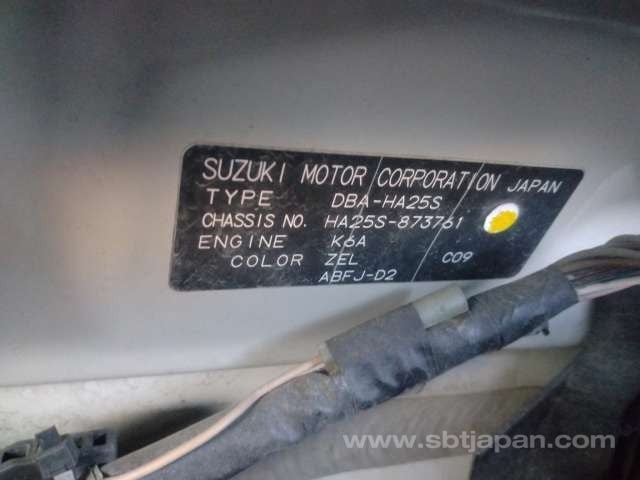 SUZUKI MOTOR CORPORATION JAPAN
TYPE DBA-HA25S
CHASSIS NO. HA25S-873761
ENGINE K6A
COLOR ZEL C09
ABFJ-D2
www.sbtjapan.com